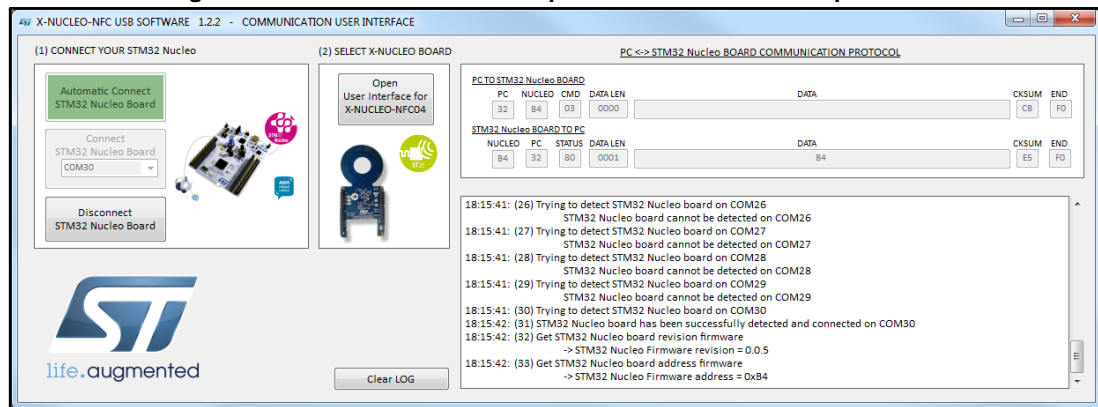 X-NUCLEO-NFC USB SOFTWARE 1.2.2 - COMMUNICATION USER INTERFACE
(1) CONNECT YOUR STM32 Nucleo
Automatic Connect
STM32 Nucleo Board
Connect
STM32 Nucleo Board
COM30
Disconnect
STM32 Nucleo Board
(2) SELECT X-NUCLEO BOARD
Open
User Interface for
X-NUCLEO-NFC04
PC <-> STM32 Nucleo BOARD COMMUNICATION PROTOCOL
PC TO STM32 Nucleo BOARD
PC NUCLEO CMD DATA LEN DATA CKSUM END
32 B4 03 0000 CB F0
STM32 Nucleo BOARD TO PC
NUCLEO PC STATUS DATA LEN DATA CKSUM END
B4 32 80 0001 B4 E5 F0
18:15:41: (26) Trying to detect STM32 Nucleo board on COM26
STM32 Nucleo board cannot be detected on COM26
18:15:41: (27) Trying to detect STM32 Nucleo board on COM27
STM32 Nucleo board cannot be detected on COM27
18:15:41: (28) Trying to detect STM32 Nucleo board on COM28
STM32 Nucleo board cannot be detected on COM28
18:15:41: (29) Trying to detect STM32 Nucleo board on COM29
STM32 Nucleo board cannot be detected on COM29
18:15:41: (30) Trying to detect STM32 Nucleo board on COM30
18:15:42: (31) STM32 Nucleo board has been successfully detected and connected on COM30
18:15:42: (32) Get STM32 Nucleo board revision firmware
-> STM32 Nucleo Firmware revision = 0.0.5
18:15:42: (33) Get STM32 Nucleo board address firmware
-> STM32 Nucleo Firmware address = 0xB4
ST
life.augmented
Clear LOG